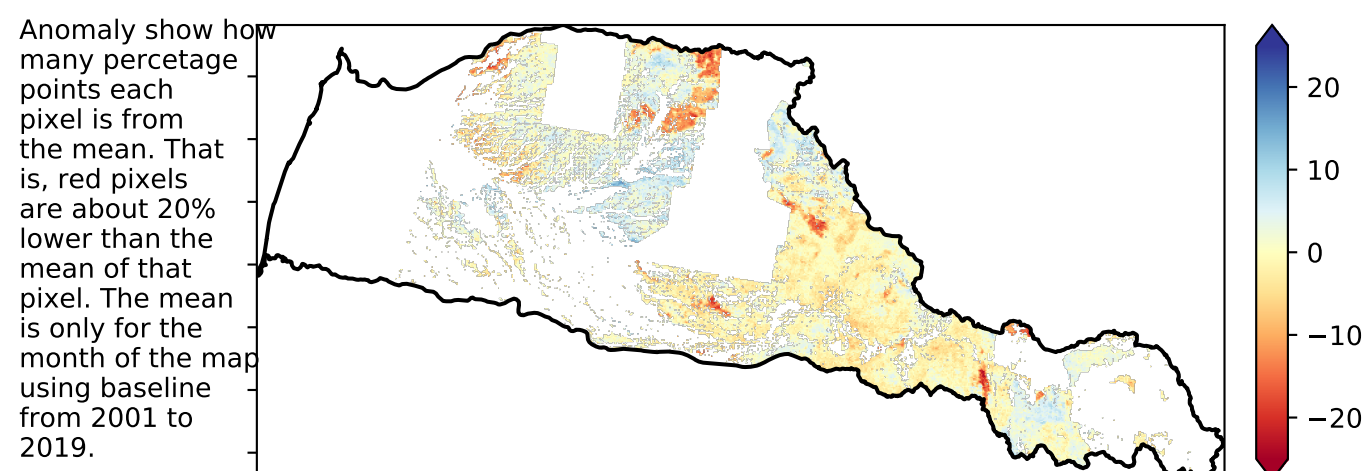 Anomaly show how
many percetage
points each
pixel is from
the mean. That
is, red pixels
are about 20%
lower than the
mean of that
pixel. The mean
is only for the
month of the map
using baseline
from 2001 to
2019.
20
10
0
−10
−20